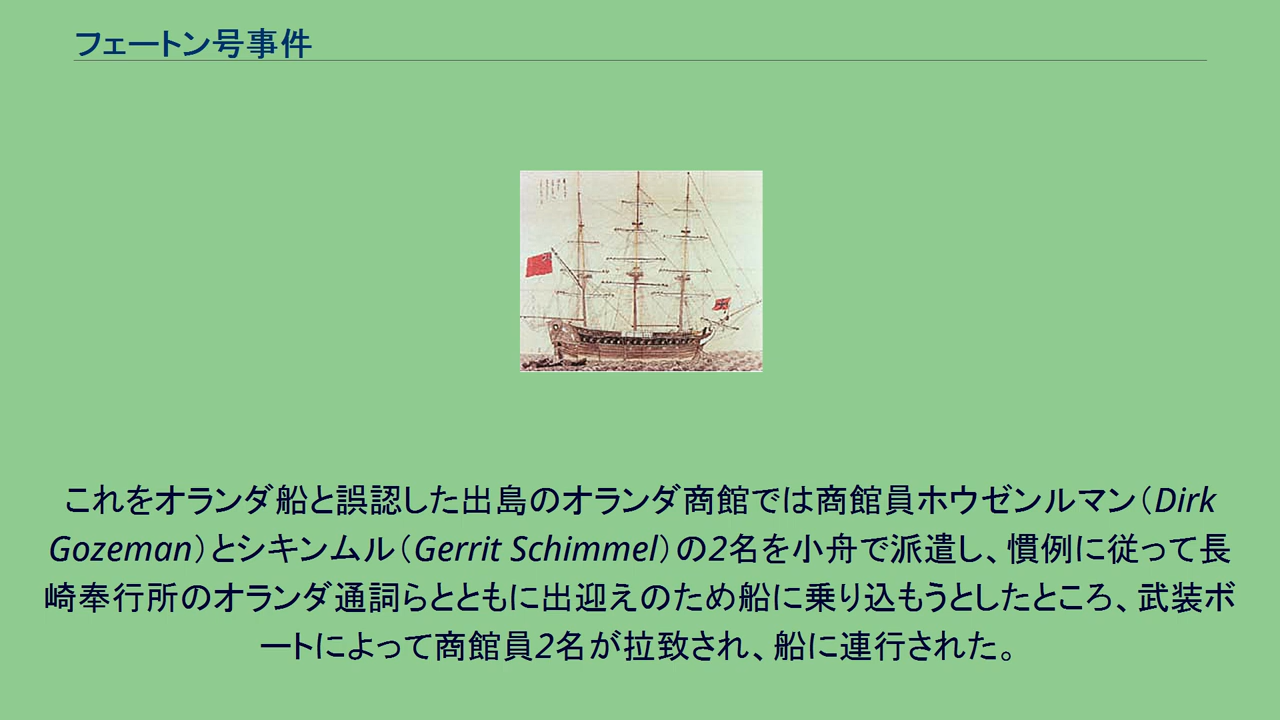 フェートン号事件
これをオランダ船と誤認した出島のオランダ商館では商館員ホウゼンルマン（Dirk
Gozeman）とシキンムル（Gerrit Schimmel）の2名を小舟で派遣し、慣例に従って長
崎奉行所のオランダ通詞らとともに出迎えのため船に乗り込もうとしたところ、武装ボ
ートによって商館員2名が拉致され、船に連行された。